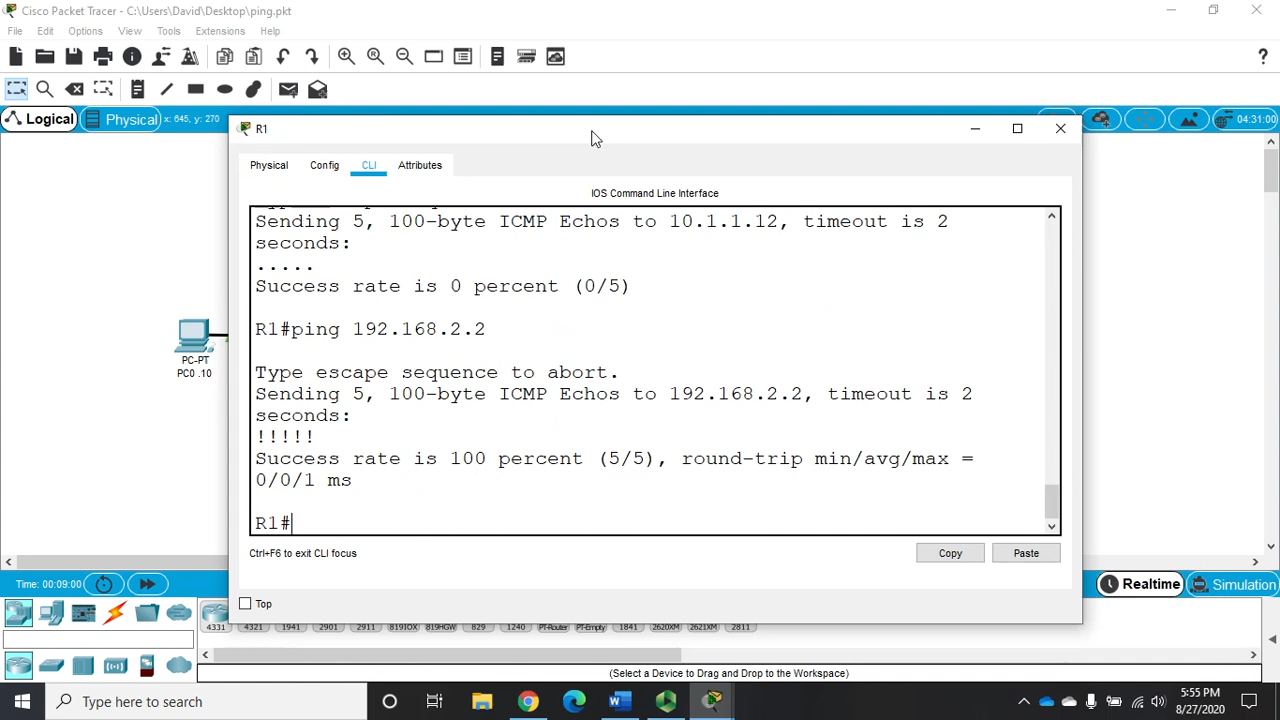 Cisco Packet Tracer - C:\Users\David\Desktop\ping.pkt
File Edit Options View Tools Extensions Help
Logical Physical x: 645, y: 270 04:31:00
R1
Physical Config CLI Attributes
IOS Command Line Interface
Sending 5, 100-byte ICMP Echos to 10.1.1.12, timeout is 2
seconds:
.....
Success rate is 0 percent (0/5)
R1#ping 192.168.2.2
Type escape sequence to abort.
Sending 5, 100-byte ICMP Echos to 192.168.2.2, timeout is 2
seconds:
!!!!!
Success rate is 100 percent (5/5), round-trip min/avg/max =
0/0/1 ms
R1#
Ctrl+F6 to exit CLI focus
Copy Paste
Top
PC-PT
PC0 .10
Time: 00:09:00 Realtime Simulation
4331 4321 1941 2901 2911 819IOX 819HGW 829 1240 PT-Router PT-Empty 1841 2620XM 2621XM 2811
(Select a Device to Drag and Drop to the Workspace)
Type here to search
5:55 PM
8/27/2020